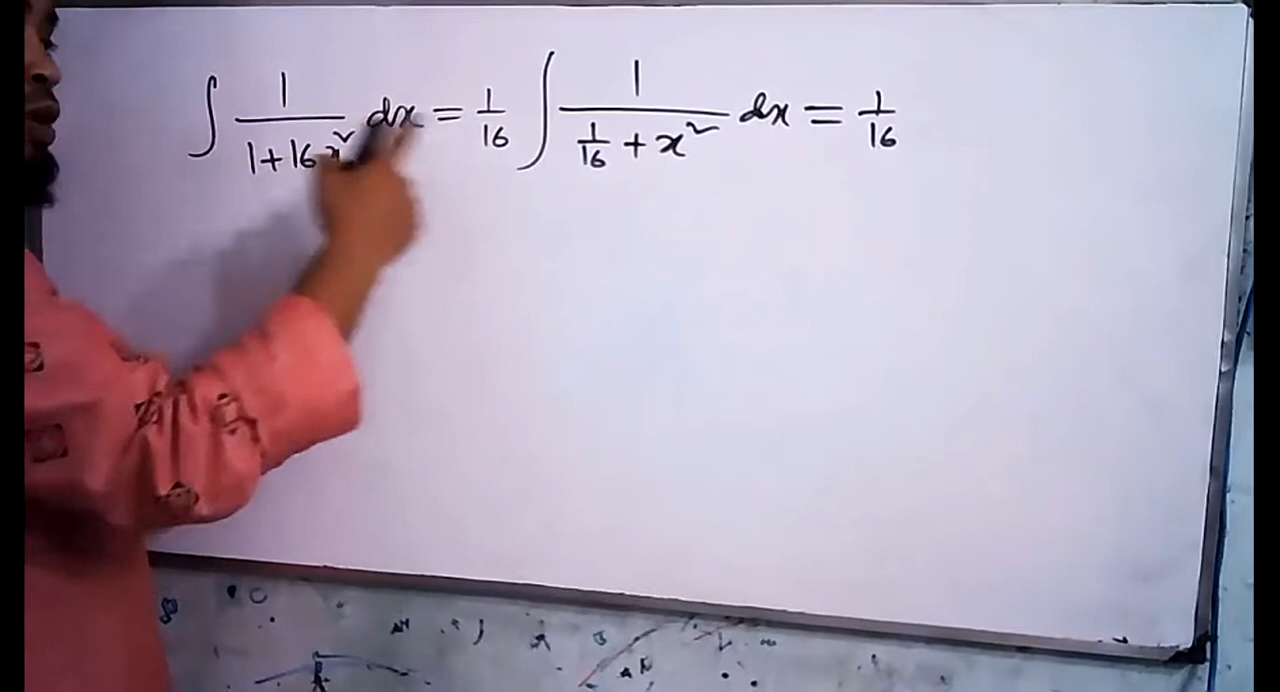 ∫ 1/(1+16x²) dx = 1/16 ∫ 1/(1/16 + x²) dx = 1/16